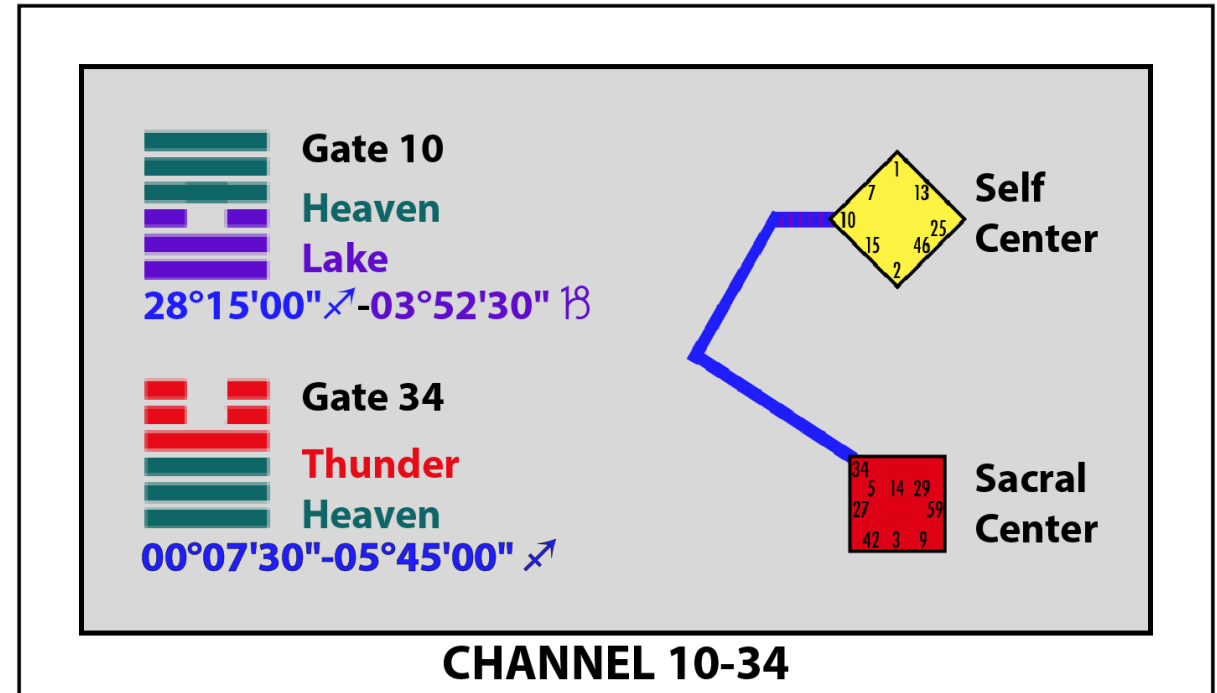 Gate 10
Heaven
Lake
28°15'00"♐-03°52'30" ♑
Gate 34
Thunder
Heaven
00°07'30"-05°45'00" ♐
1
7 13
10 25
15 46
2
Self
Center
34
5 14 29
27 59
42 3 9
Sacral
Center
CHANNEL 10-34